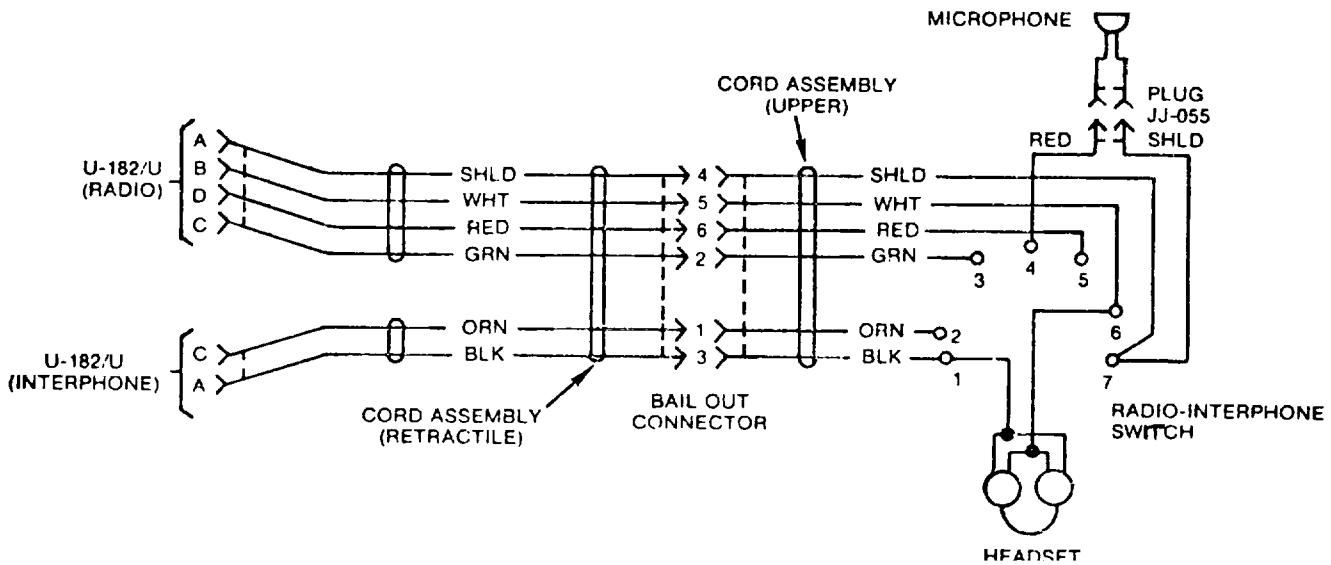 MICROPHONE
CORD ASSEMBLY
(UPPER)
PLUG
JJ-055
RED
SHLD
U-182/U
(RADIO)
A
B
D
C
SHLD
WHT
RED
GRN
4
5
6
2
SHLD
WHT
RED
GRN
3
4
5
6
7
U-182/U
(INTERPHONE)
C
A
ORN
BLK
1
3
ORN
BLK
2
1
CORD ASSEMBLY
(RETRACTILE)
BAIL OUT
CONNECTOR
RADIO-INTERPHONE
SWITCH
HEADSET